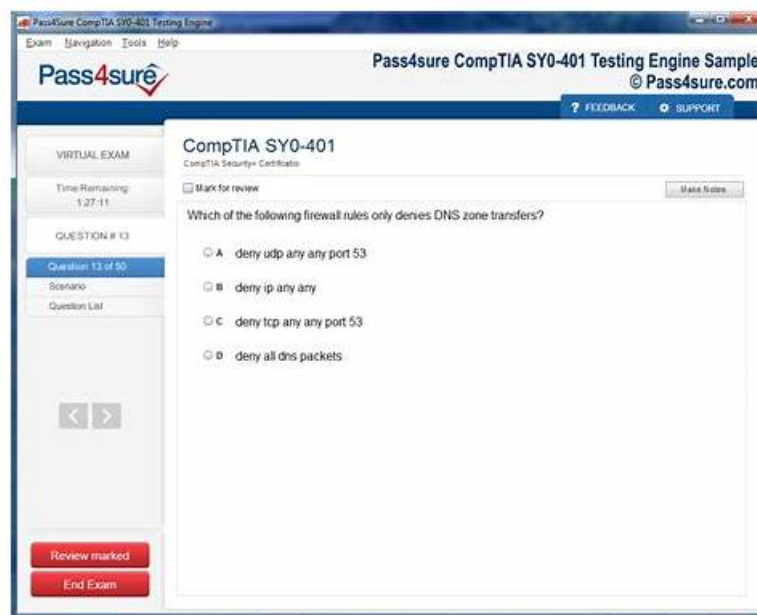 Pass4Sure CompTIA SY0-401 Testing Engine
Exam Navigation Tools Help
Pass4surê
Pass4sure CompTIA SY0-401 Testing Engine Sample
© Pass4sure.com
? FEEDBACK SUPPORT
VIRTUAL EXAM
Time Remaining
1:27:11
QUESTION # 13
Question 13 of 50
Scenario
Question List
Review marked
End Exam
CompTIA SY0-401
CompTIA Security+ Certificatio
Mark for review
Make Notes
Which of the following firewall rules only denies DNS zone transfers?
A deny udp any any port 53
B deny ip any any
C deny tcp any any port 53
D deny all dns packets